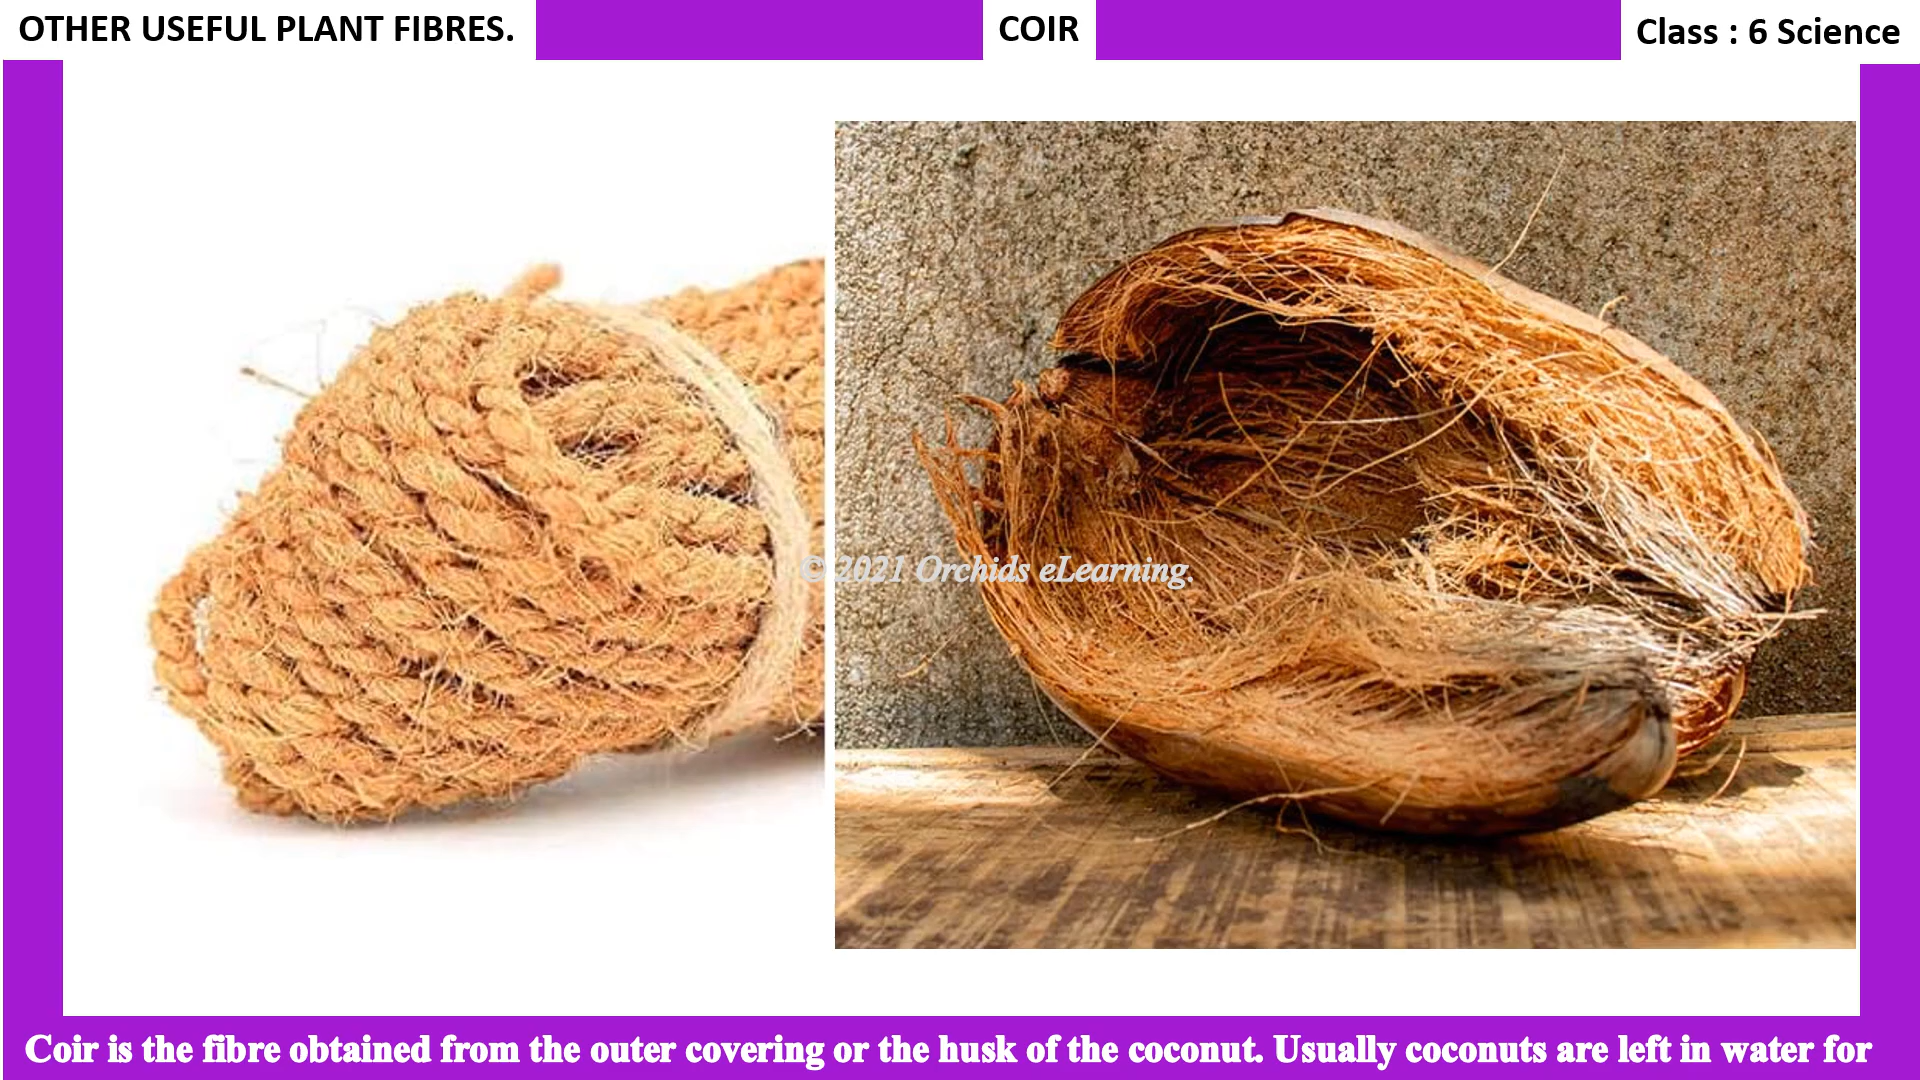 OTHER USEFUL PLANT FIBRES.
COIR
Class : 6 Science
© 2021 Orchids eLearning.
Coir is the fibre obtained from the outer covering or the husk of the coconut. Usually coconuts are left in water for